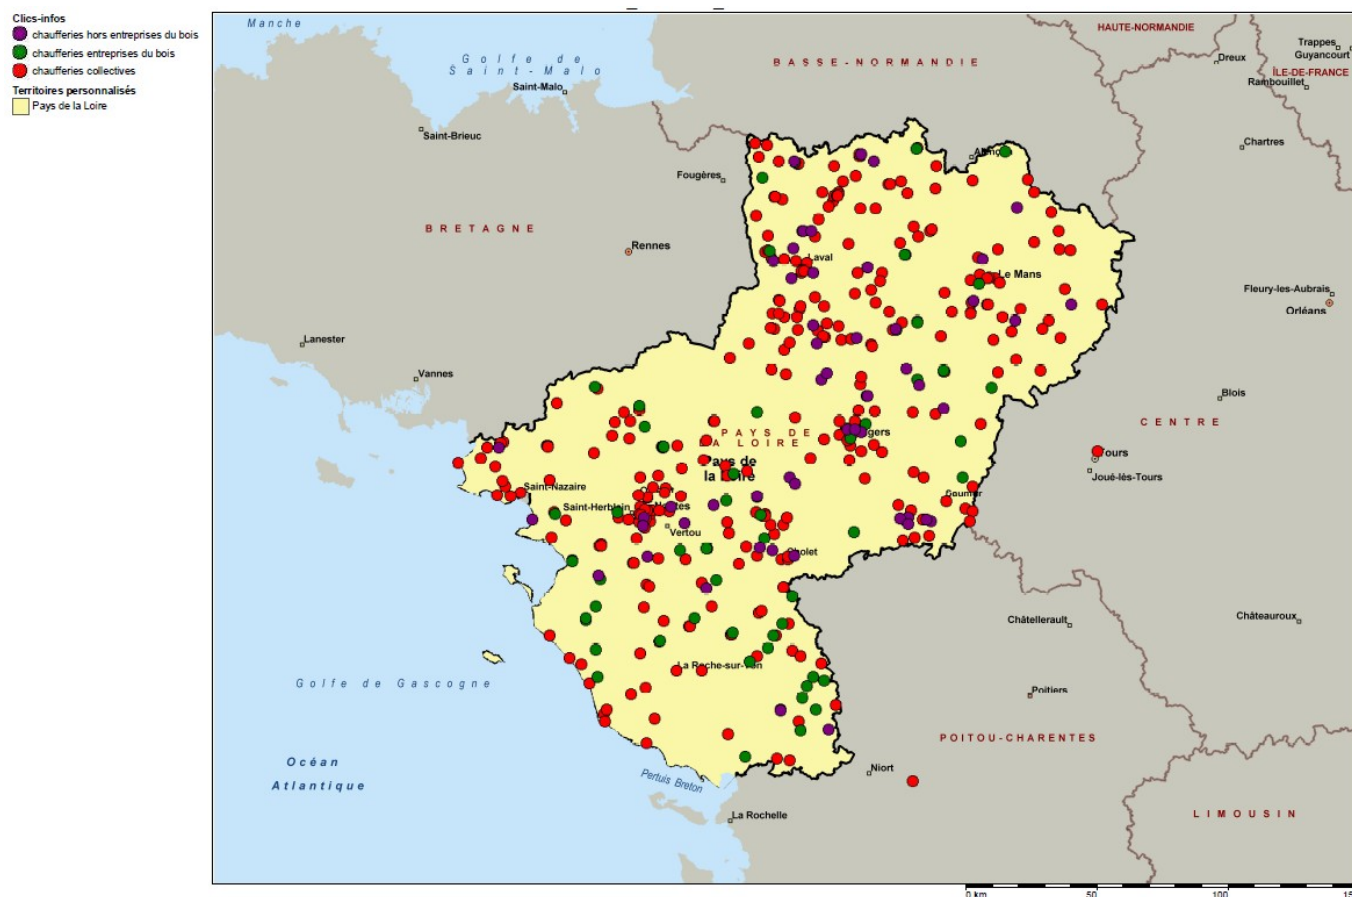 Clics-infos
chaufferies hors entreprises du bois
chaufferies entreprises du bois
chaufferies collectives
Territoires personnalisés
Pays de la Loire
Manche
Golfe de
Saint-Malo
Saint-Malo
Saint-Brieuc
BASSE-NORMANDIE
HAUTE-NORMANDIE
Trappes
Guyancourt
Dreux
ÎLE-DE-FRANCE
Rambouillet
Chartres
Fougères
BRETAGNE
Rennes
Laval
Le Mans
Fleury-les-Aubrais
Orléans
Lanester
Vannes
Blois
CENTRE
PAYS DE
LA LOIRE
Pays de
la Loire
Tours
Joué-lès-Tours
Saint-Nazaire
Saint-Herblain
Vertou
Cholet
Châtellerault
Châteauroux
La Roche-sur-Yon
Golfe de Gascogne
Poitiers
POITOU-CHARENTES
Océan
Atlantique
Pertuis Breton
Niort
La Rochelle
LIMOUSIN
0 km
50
100